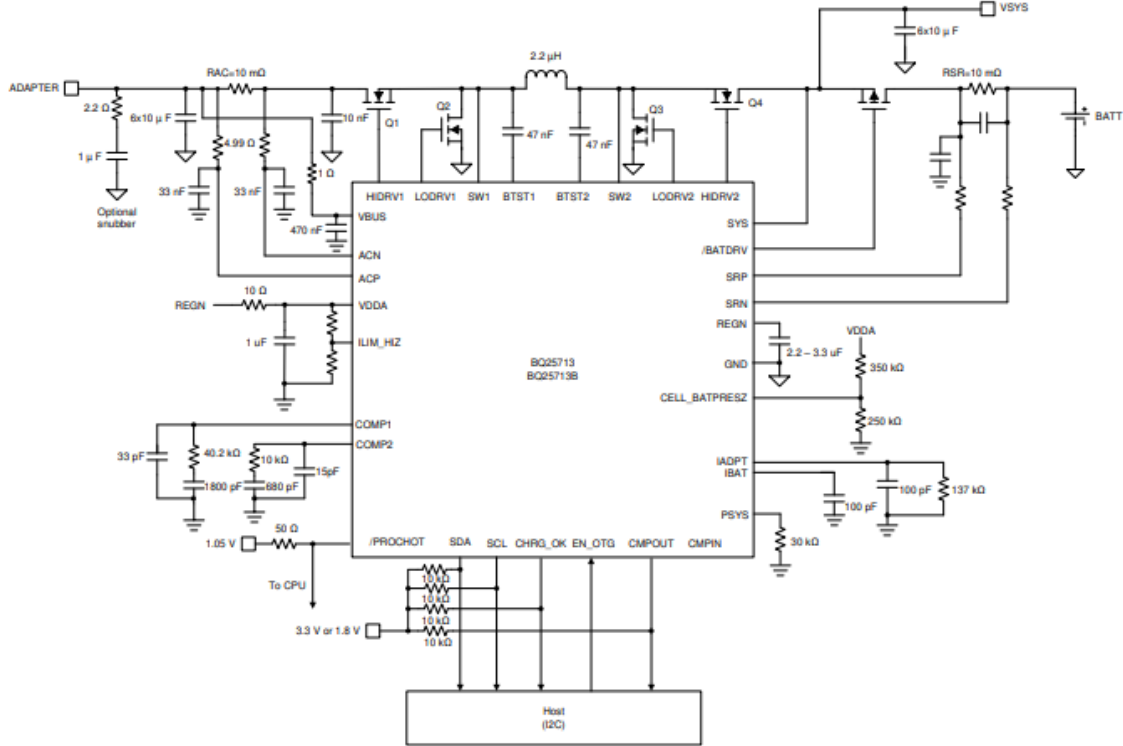 VSYS
6x10 µ F
2.2 µH
RAC=10 mΩ
RSR=10 mΩ
ADAPTER
2.2 Ω
6x10 µ F
10 nF
Q1
Q2
Q3
Q4
BATT
1 µ F
4.99 Ω
47 nF
47 nF
1 Ω
33 nF
33 nF
Optional
snubber
HIDRV1
LODRV1
SW1
BTST1
BTST2
SW2
LODRV2
HIDRV2
VBUS
470 nF
SYS
/BATDRV
ACN
ACP
SRP
SRN
REGN
10 Ω
VDDA
REGN
VDDA
1 uF
ILIM_HIZ
2.2 – 3.3 uF
GND
350 kΩ
BQ25713
BQ25713B
CELL_BATPRESZ
250 kΩ
COMP1
COMP2
33 pF
40.2 kΩ
10 kΩ
15pF
1800 pF
680 pF
IADPT
IBAT
100 pF
137 kΩ
100 pF
PSYS
30 kΩ
1.05 V
50 Ω
/PROCHOT
SDA
SCL
CHRG_OK
EN_OTG
CMPOUT
CMPIN
To CPU
10 kΩ
10 kΩ
10 kΩ
10 kΩ
3.3 V or 1.8 V
Host
(I2C)